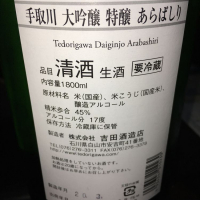 手取川 大吟醸 特醸 あらばしり
Tedorigawa Daiginjo Arabashiri
品目 清酒 生酒 要冷蔵
内容量1800ml
原材料名 米(国産)、米こうじ(国産米)、
醸造アルコール
精米歩合 45%
アルコール分 17度
保存方法 冷蔵庫に保管
製造者 株式会社 吉田酒造店
石川県白山市安吉町41番地